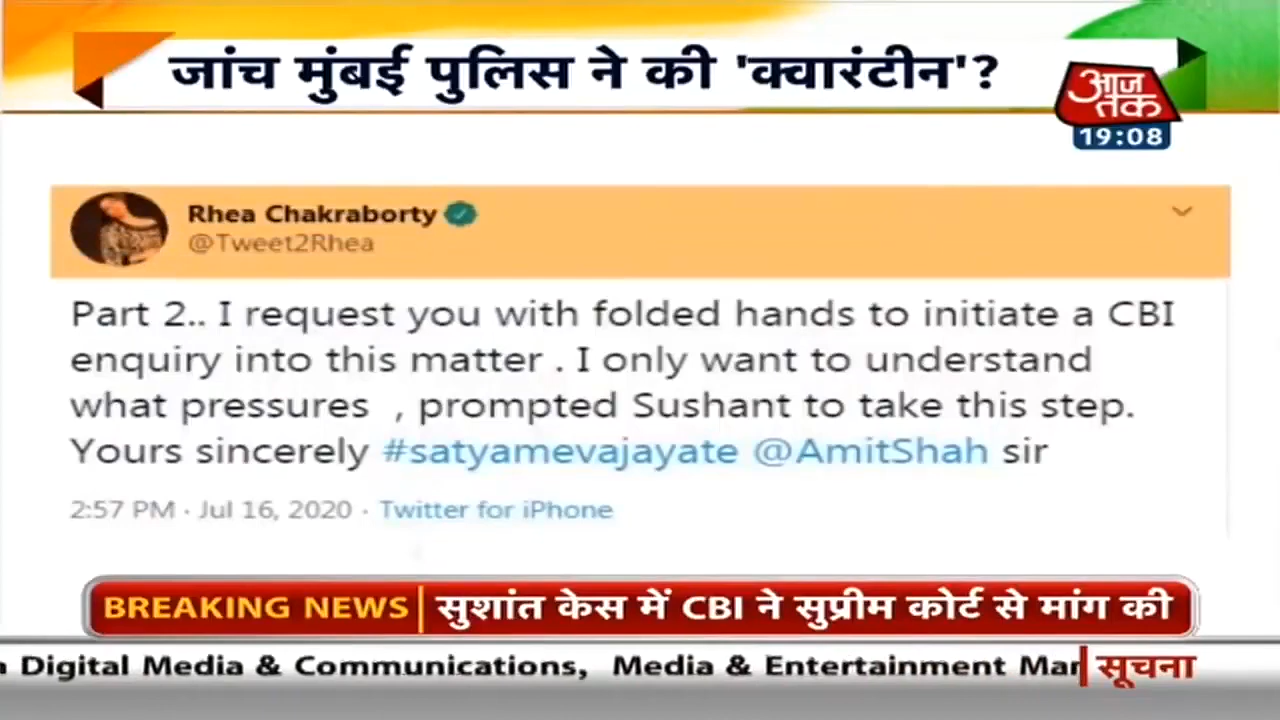 जांच मुंबई पुलिस ने की 'क्वारंटीन'?
आज
तक
19:08
Rhea Chakraborty
@Tweet2Rhea
Part 2.. I request you with folded hands to initiate a CBI
enquiry into this matter . I only want to understand
what pressures , prompted Sushant to take this step.
Yours sincerely #satyamevajayate @AmitShah sir
2:57 PM · Jul 16, 2020 · Twitter for iPhone
BREAKING NEWS सुशांत केस में CBI ने सुप्रीम कोर्ट से मांग की
Digital Media & Communications, Media & Entertainment Mar सूचना